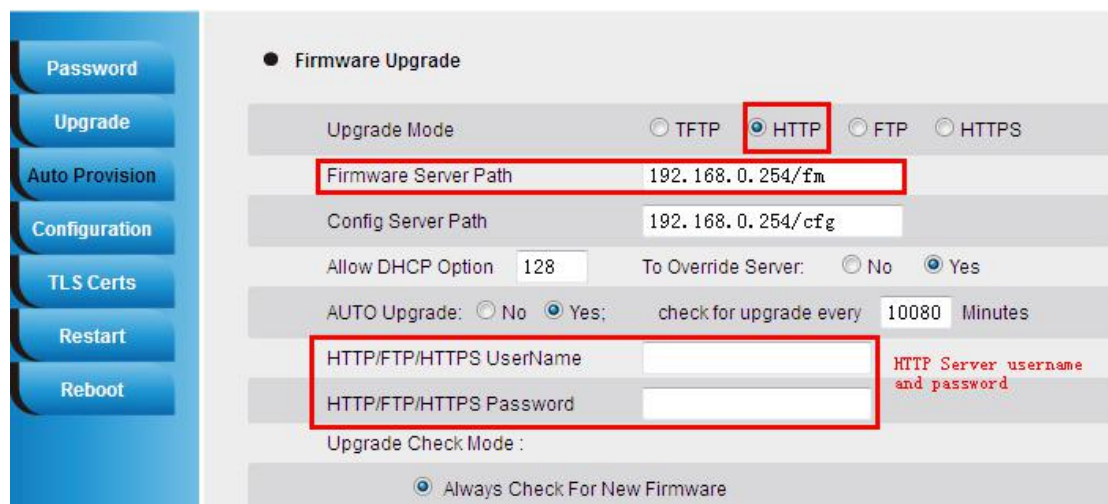 Password
Upgrade
Auto Provision
Configuration
TLS Certs
Restart
Reboot
Firmware Upgrade
Upgrade Mode TFTP HTTP FTP HTTPS
Firmware Server Path 192.168.0.254/fm
Config Server Path 192.168.0.254/cfg
Allow DHCP Option 128 To Override Server: No Yes
AUTO Upgrade: No Yes; check for upgrade every 10080 Minutes
HTTP/FTP/HTTPS UserName
HTTP/FTP/HTTPS Password
HTTP Server username
and password
Upgrade Check Mode :
Always Check For New Firmware